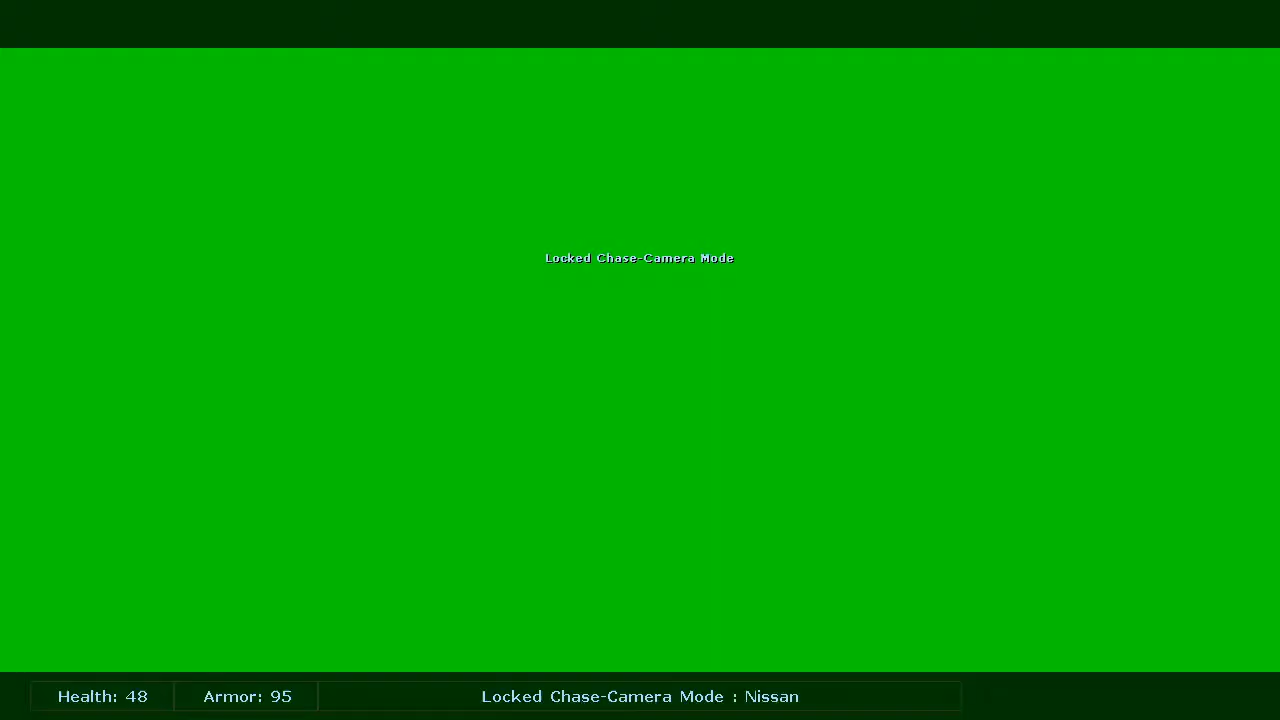 Locked Chase-Camera Mode
Health: 48 Armor: 95 Locked Chase-Camera Mode : Nissan